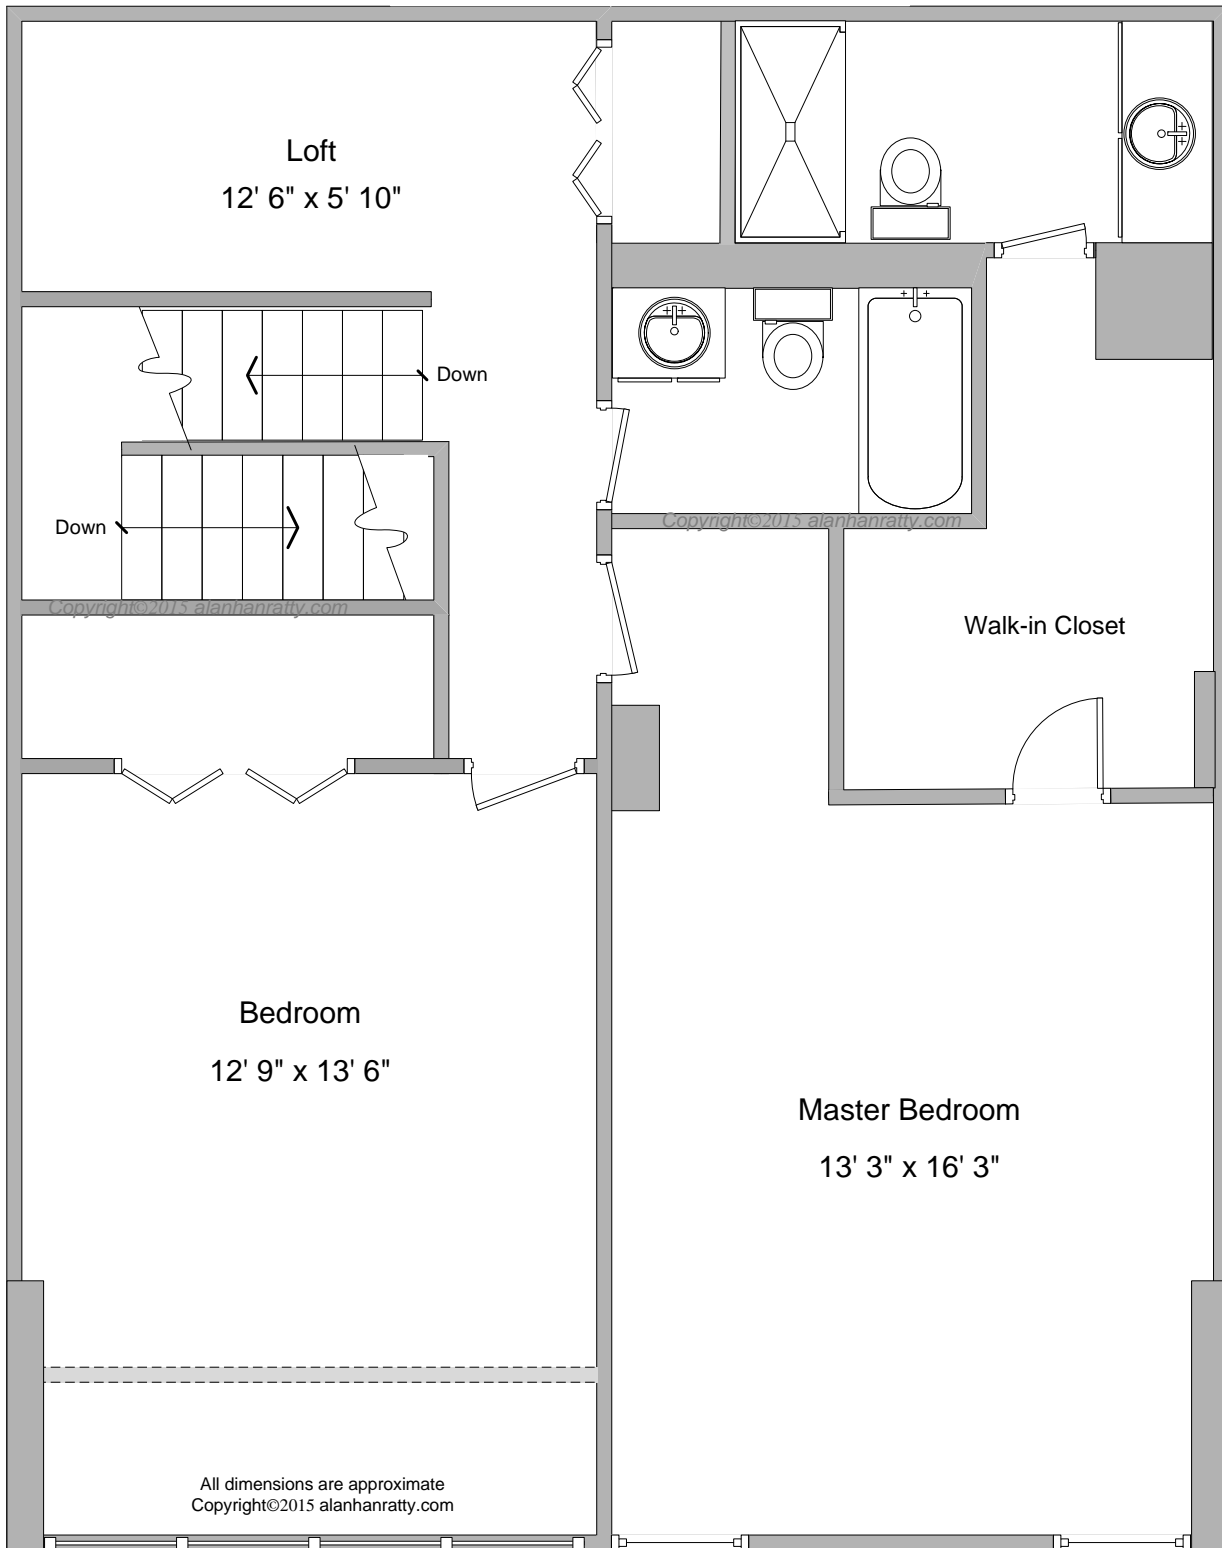 Loft
12' 6" x 5' 10"
Down
Down
Copyright©2015 alanhanratty.com
Copyright©2015 alanhanratty.com
Walk-in Closet
Bedroom
12' 9" x 13' 6"
Master Bedroom
13' 3" x 16' 3"
All dimensions are approximate
Copyright©2015 alanhanratty.com